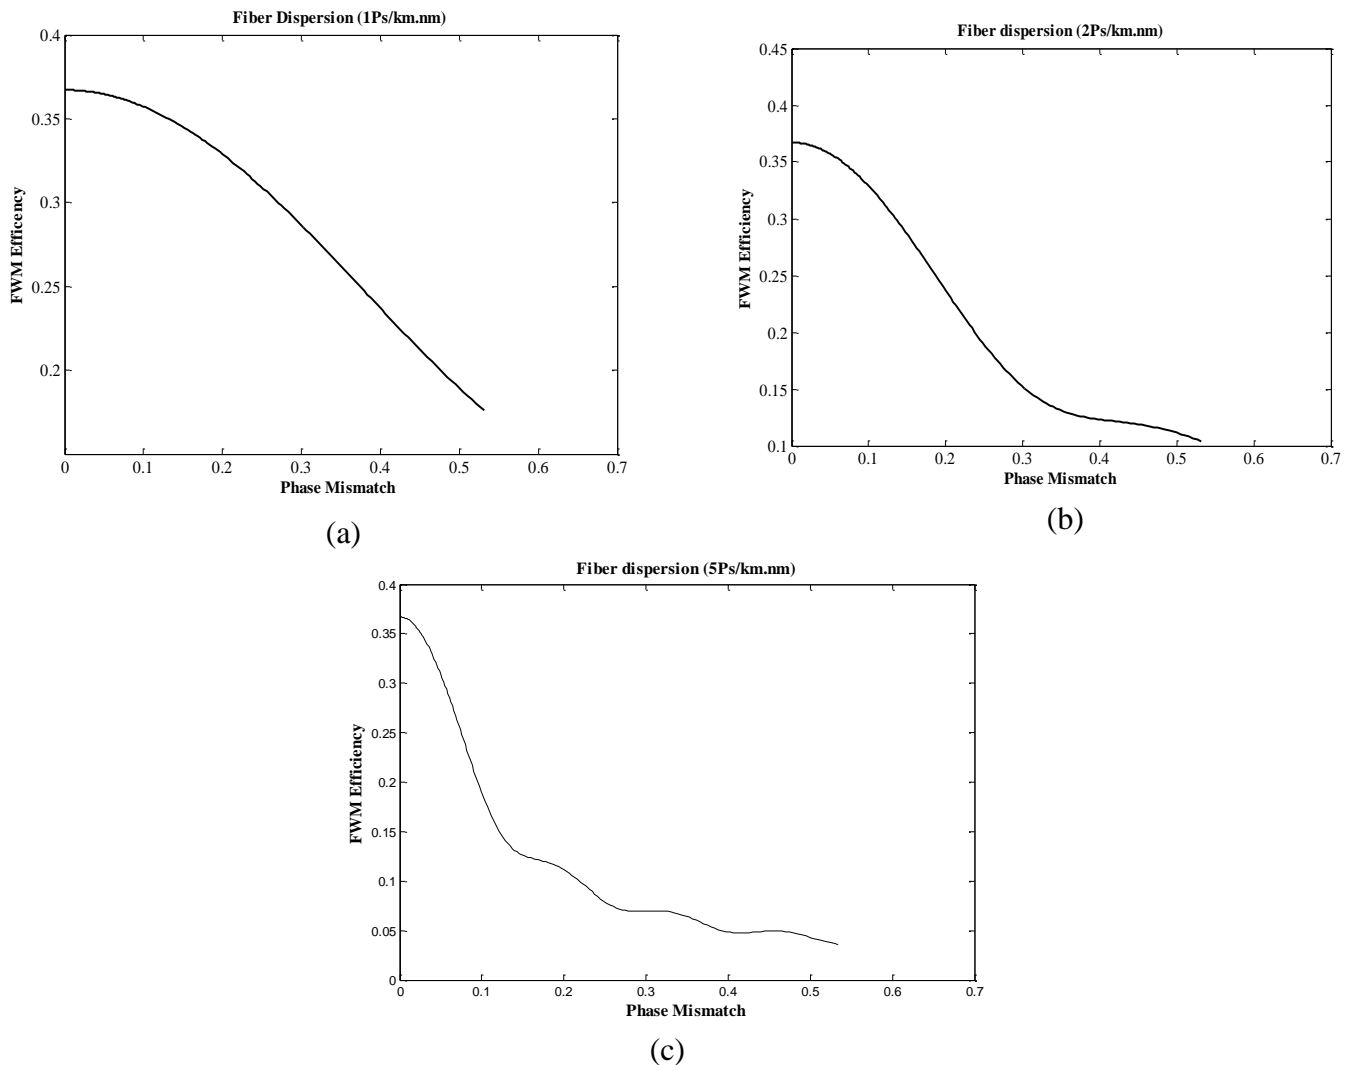 Fiber Dispersion (1Ps/km.nm)
0.4
0.35
0.3
0.25
0.2
FWM Efficency
0 0.1 0.2 0.3 0.4 0.5 0.6 0.7
Phase Mismatch
(a)
Fiber dispersion (2Ps/km.nm)
0.45
0.4
0.35
0.3
0.25
0.2
0.15
0.1
FWM Efficiency
0 0.1 0.2 0.3 0.4 0.5 0.6 0.7
Phase Mismatch
(b)
Fiber dispersion (5Ps/km.nm)
0.4
0.35
0.3
0.25
0.2
0.15
0.1
0.05
0
FWM Efficiency
0 0.1 0.2 0.3 0.4 0.5 0.6 0.7
Phase Mismatch
(c)